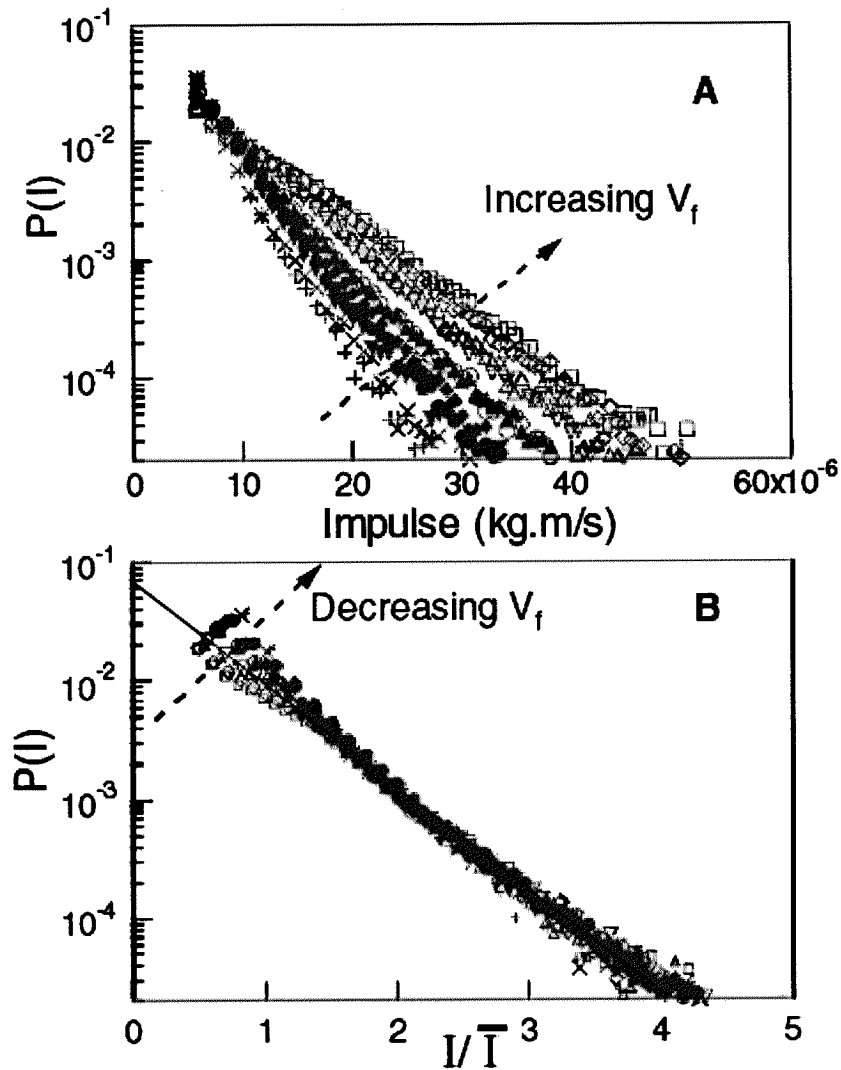 10^-1
A
10^-2
P(I)
Increasing V_f
10^-3
10^-4
0 10 20 30 40 60x10^-6
Impulse (kg.m/s)
10^-1
Decreasing V_f
B
10^-2
P(I)
10^-3
10^-4
0 1 2 3 4 5
I/ Ī